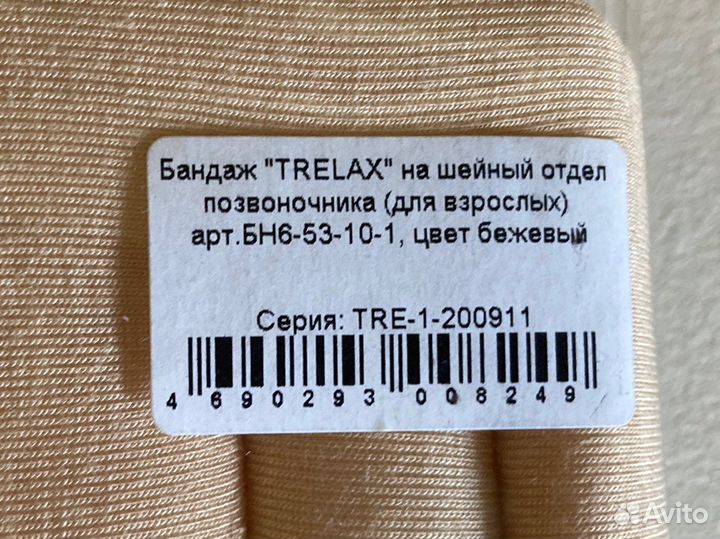 Бандаж "TRELAX" на шейный отдел
позвоночника (для взрослых)
арт.БН6-53-10-1, цвет бежевый
Серия: TRE-1-200911
4 690293 008249
Avito